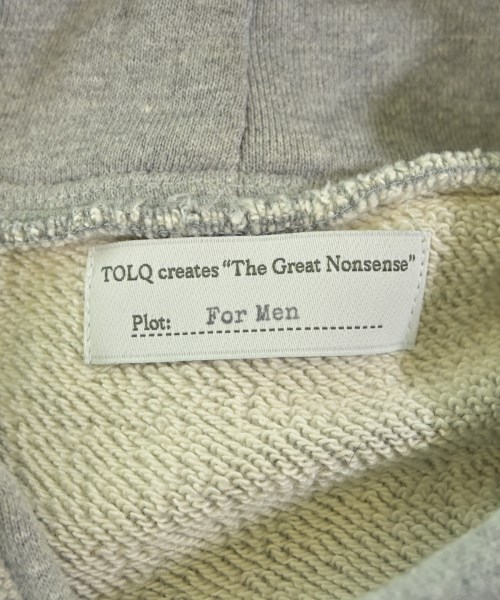 TOLQ creates “The Great Nonsense”
Plot: For Men